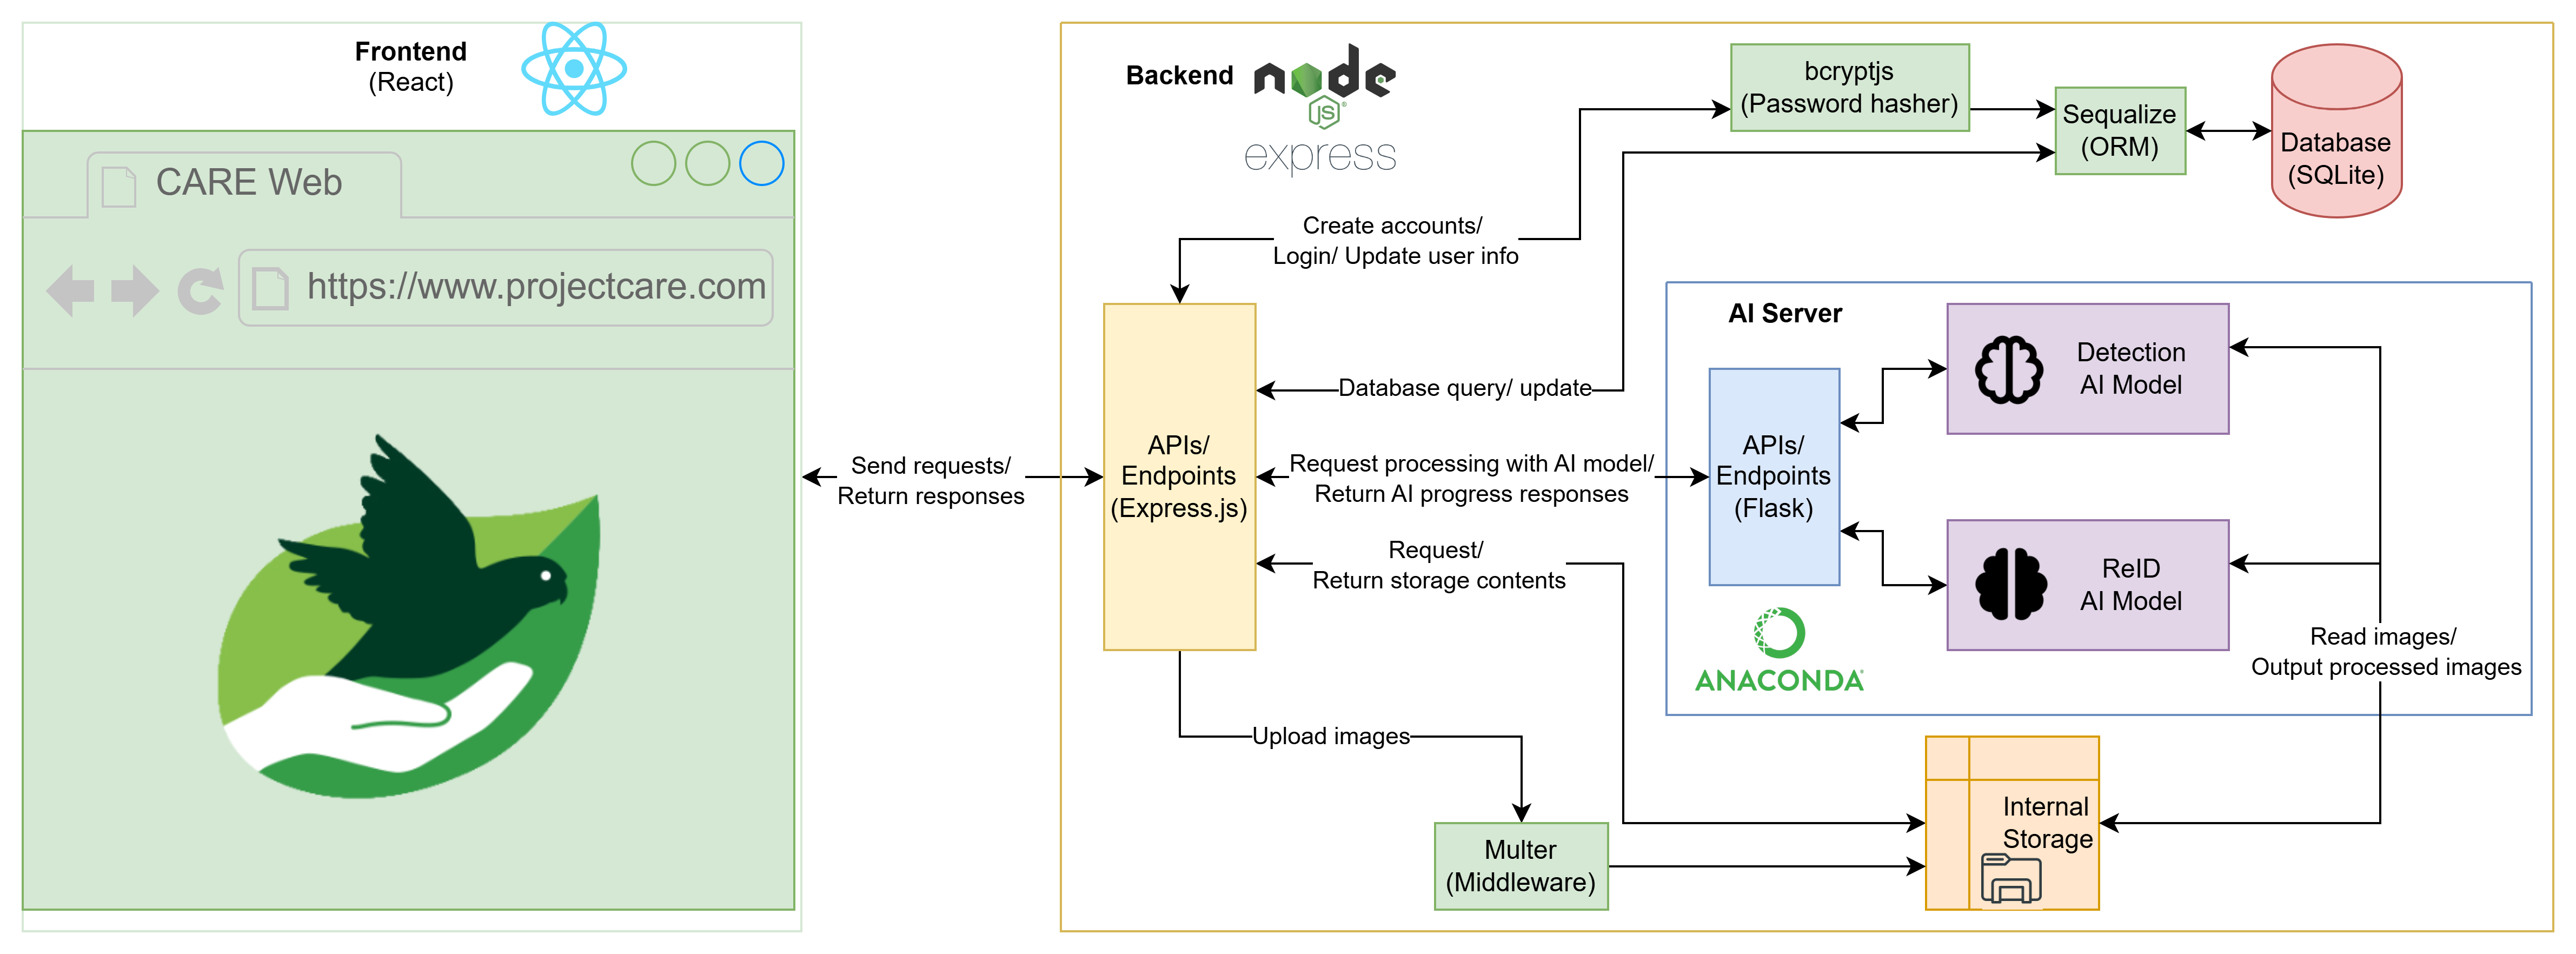 Frontend
(React)
CARE Web
https://www.projectcare.com
Send requests/
Return responses
Backend
node
JS
express
bcryptjs
(Password hasher)
Sequalize
(ORM)
Database
(SQLite)
Create accounts/
Login/ Update user info
Database query/ update
APIs/
Endpoints
(Express.js)
Request processing with AI model/
Return AI progress responses
Request/
Return storage contents
AI Server
APIs/
Endpoints
(Flask)
ANACONDA
Detection
AI Model
ReID
AI Model
Read images/
Output processed images
Upload images
Multer
(Middleware)
Internal
Storage